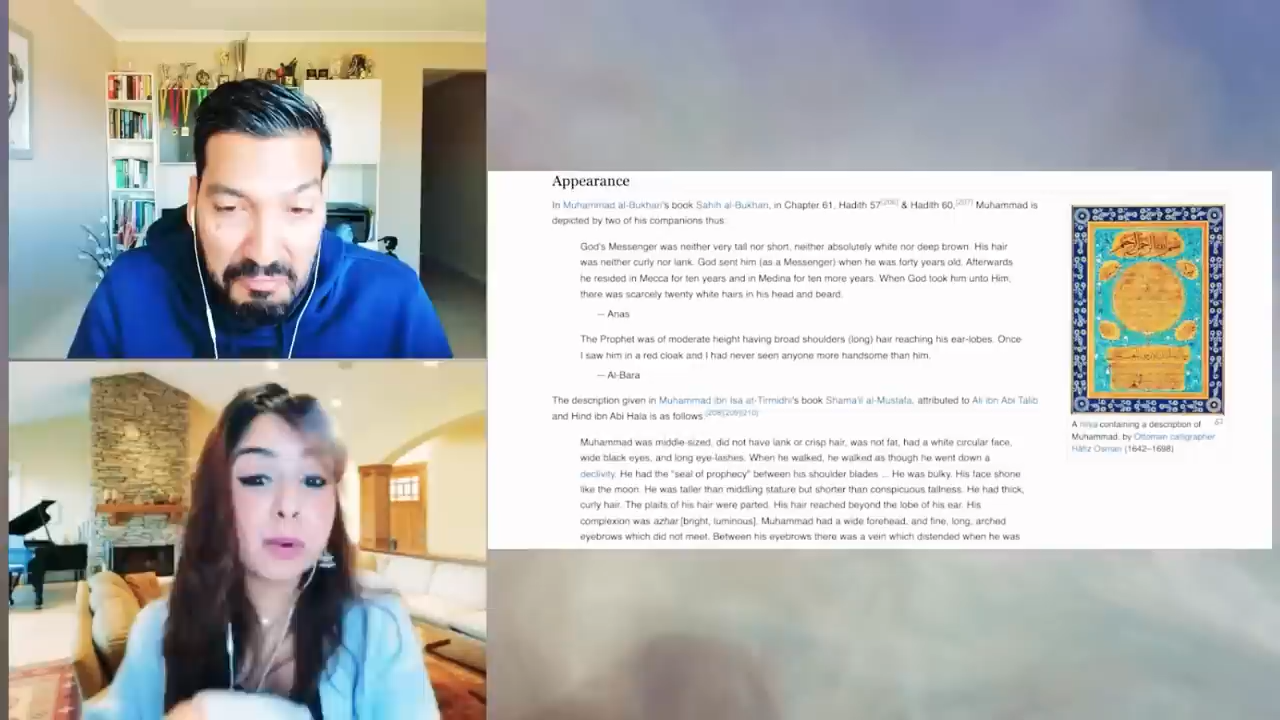 Appearance
In Muhammad al-Bukhari's book Sahih al-Bukhari, in Chapter 61, Hadith 57[206] & Hadith 60,[207] Muhammad is
depicted by two of his companions thus:
God's Messenger was neither very tall nor short, neither absolutely white nor deep brown. His hair
was neither curly nor lank. God sent him (as a Messenger) when he was forty years old. Afterwards
he resided in Mecca for ten years and in Medina for ten more years. When God took him unto Him,
there was scarcely twenty white hairs in his head and beard.
— Anas
The Prophet was of moderate height having broad shoulders (long) hair reaching his ear-lobes. Once
I saw him in a red cloak and I had never seen anyone more handsome than him.
— Al-Bara
The description given in Muhammad ibn Isa at-Tirmidhi's book Shama'il al-Mustafa, attributed to Ali ibn Abi Talib
and Hind ibn Abi Hala is as follows:[208][209][210]
Muhammad was middle-sized, did not have lank or crisp hair, was not fat, had a white circular face,
wide black eyes, and long eye-lashes. When he walked, he walked as though he went down a
declivity. He had the "seal of prophecy" between his shoulder blades ... He was bulky. His face shone
like the moon. He was taller than middling stature but shorter than conspicuous tallness. He had thick,
curly hair. The plaits of his hair were parted. His hair reached beyond the lobe of his ear. His
complexion was azhar [bright, luminous]. Muhammad had a wide forehead, and fine, long, arched
eyebrows which did not meet. Between his eyebrows there was a vein which distended when he was
A hilya containing a description of
Muhammad, by Ottoman calligrapher
Hâfiz Osman (1642–1698)